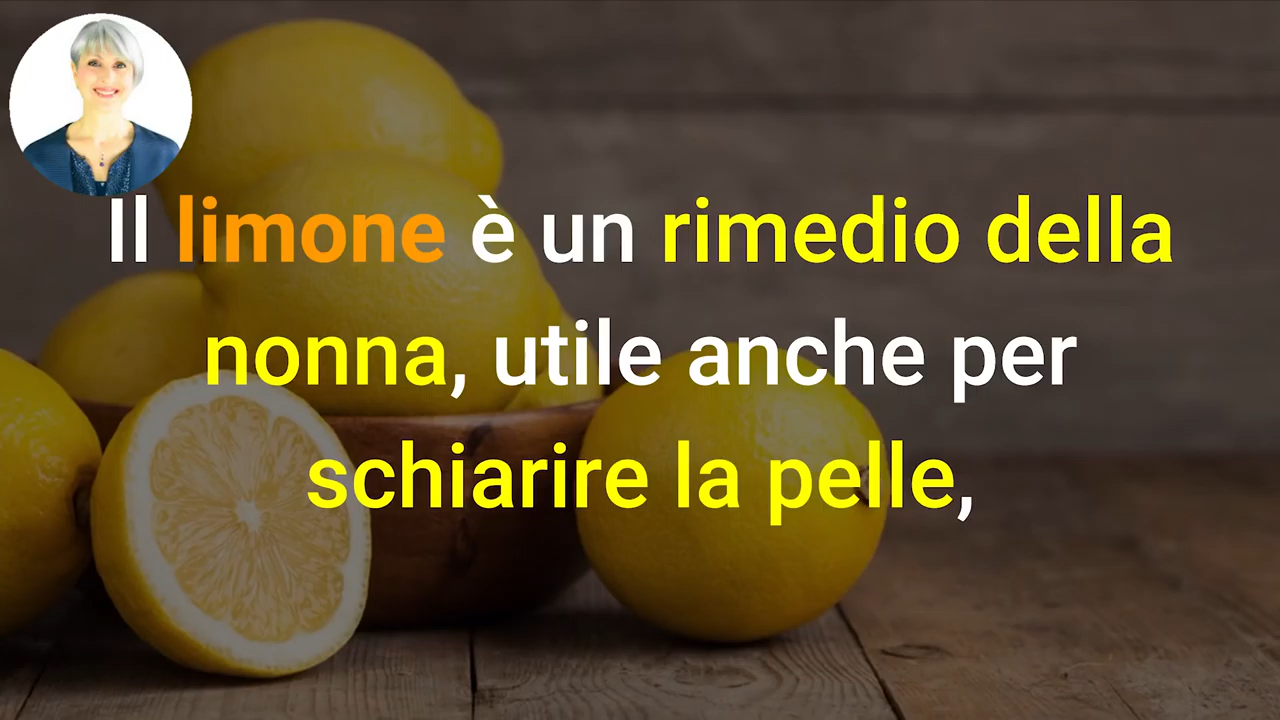 Il limone è un rimedio della
nonna, utile anche per
schiarire la pelle,